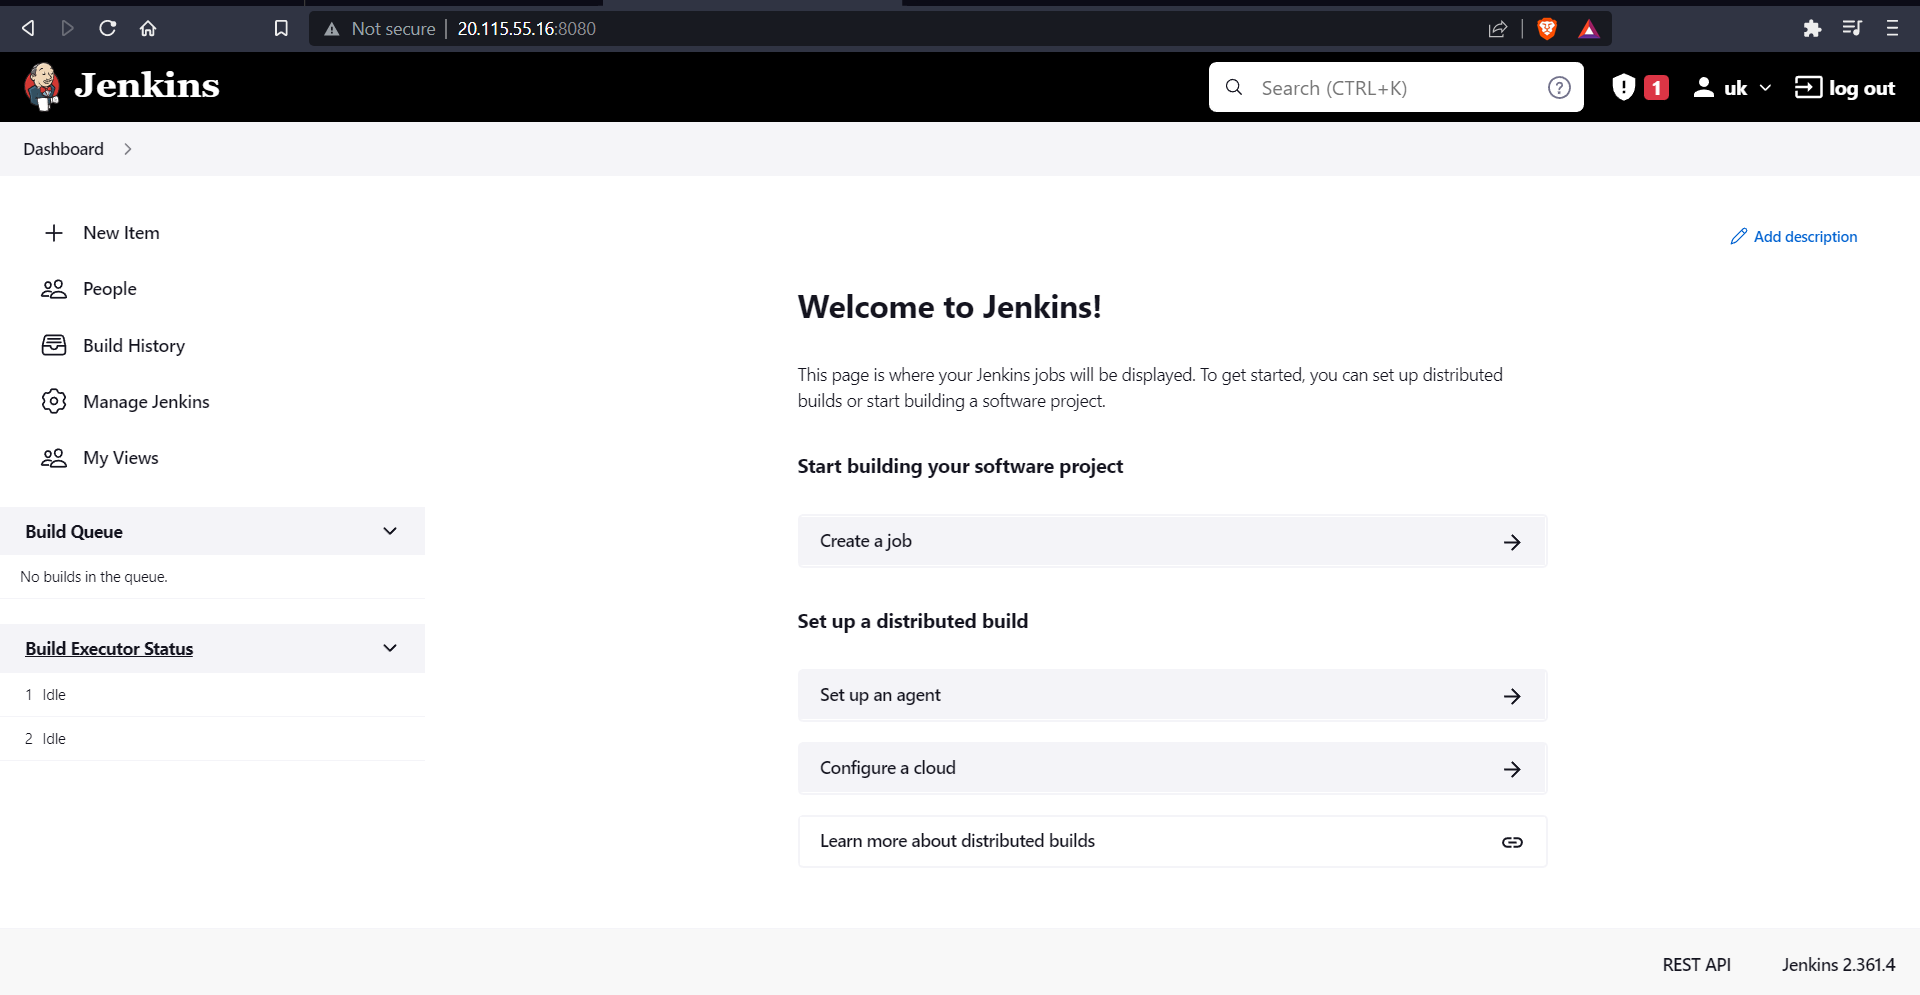 Not secure 20.115.55.16:8080
Jenkins
Search (CTRL+K)
?
! 1
uk
log out
Dashboard
New Item
People
Build History
Manage Jenkins
My Views
Build Queue
No builds in the queue.
Build Executor Status
1 Idle
2 Idle
Add description
Welcome to Jenkins!
This page is where your Jenkins jobs will be displayed. To get started, you can set up distributed
builds or start building a software project.
Start building your software project
Create a job
Set up a distributed build
Set up an agent
Configure a cloud
Learn more about distributed builds
REST API
Jenkins 2.361.4